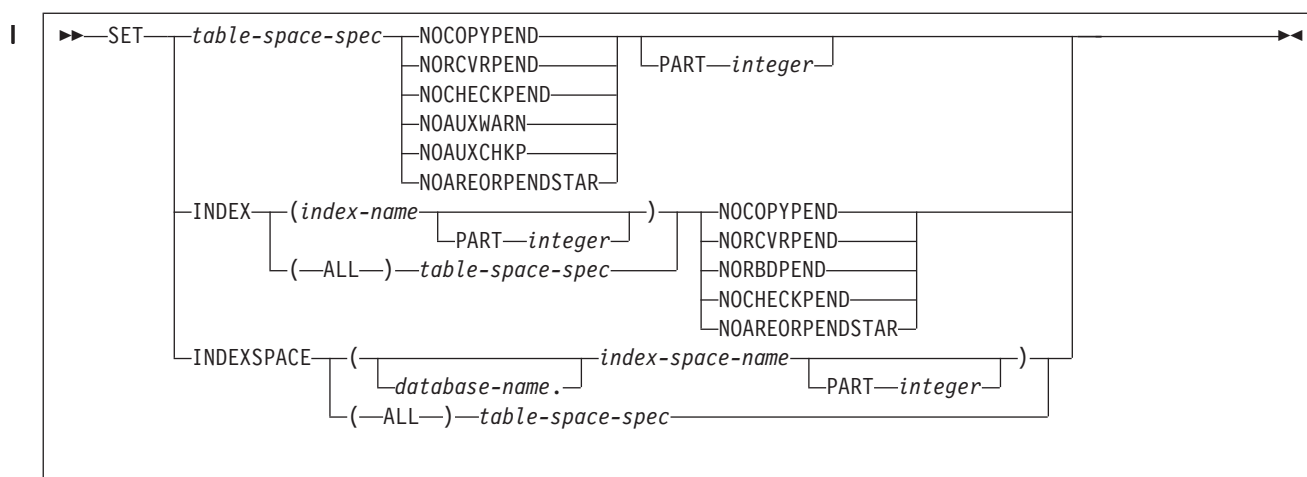 SET table-space-spec NOCOPYPEND
NORCVRPEND PART integer
NOCHECKPEND
NOAUXWARN
NOAUXCHKP
NOAREORPENDSTAR
INDEX (index-name ) NOCOPYPEND
PART integer NORCVRPEND
( ALL ) table-space-spec NORBDPEND
NOCHECKPEND
NOAREORPENDSTAR
INDEXSPACE ( index-space-name )
database-name. PART integer
( ALL ) table-space-spec